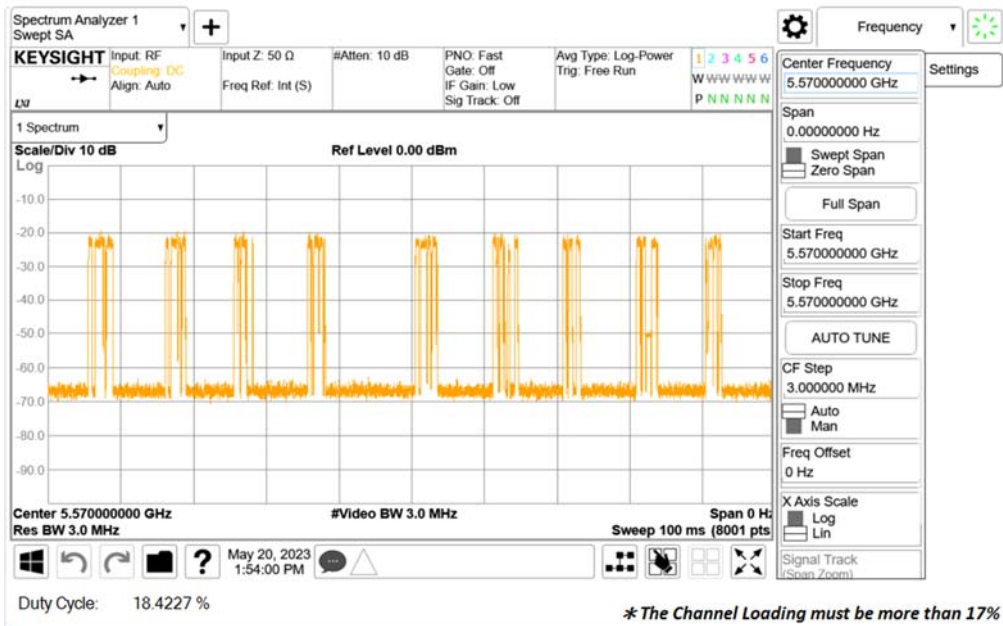 Spectrum Analyzer 1
Swept SA
Frequency
KEYSIGHT
LXI
Input: RF
Coupling: DC
Align: Auto
Input Z: 50 Ω
Freq Ref: Int (S)
#Atten: 10 dB
PNO: Fast
Gate: Off
IF Gain: Low
Sig Track: Off
Avg Type: Log-Power
Trig: Free Run
1 2 3 4 5 6
W W W W W W
P N N N N N
Center Frequency
5.570000000 GHz
Settings
Span
0.00000000 Hz
Swept Span
Zero Span
Full Span
Start Freq
5.570000000 GHz
Stop Freq
5.570000000 GHz
AUTO TUNE
CF Step
3.000000 MHz
Auto
Man
Freq Offset
0 Hz
X Axis Scale
Log
Lin
Signal Track
(Span Zoom)
1 Spectrum
Scale/Div 10 dB
Ref Level 0.00 dBm
Log
-10.0
-20.0
-30.0
-40.0
-50.0
-60.0
-70.0
-80.0
-90.0
Center 5.570000000 GHz
#Video BW 3.0 MHz
Span 0 Hz
Res BW 3.0 MHz
Sweep 100 ms (8001 pts
?
May 20, 2023
1:54:00 PM
Duty Cycle: 18.4227 %
* The Channel Loading must be more than 17%